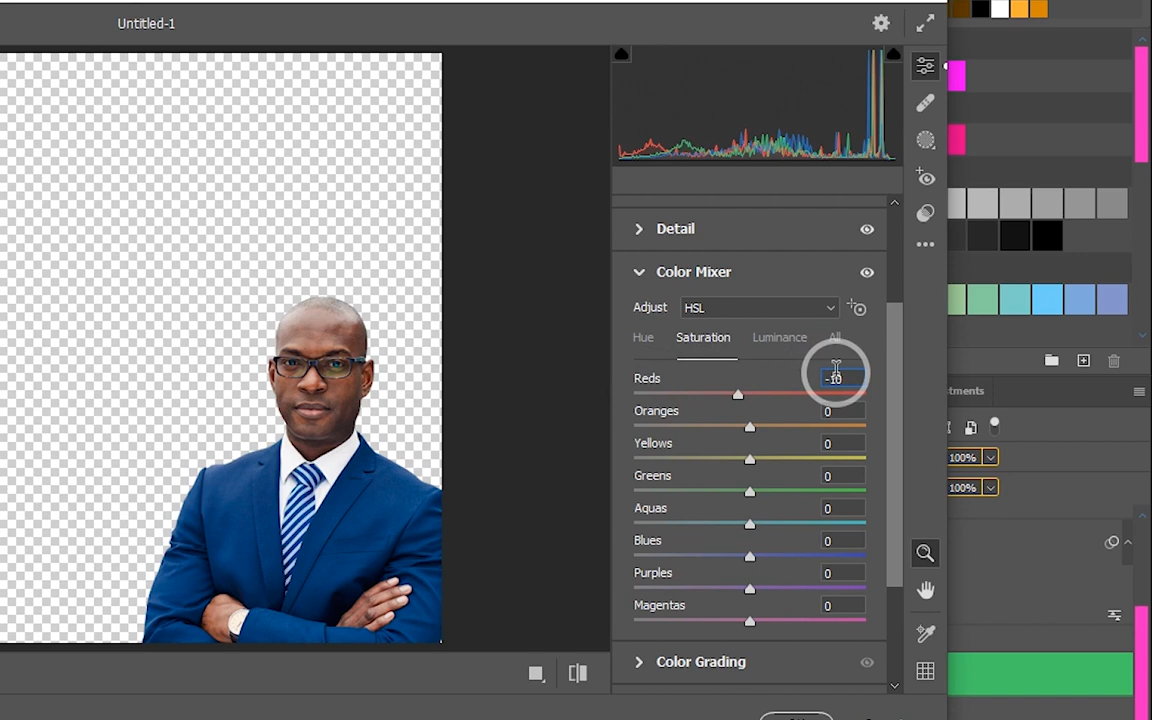 Untitled-1
Detail
Color Mixer
Adjust HSL
Hue Saturation Luminance All
Reds -10
Oranges 0
Yellows 0
Greens 0
Aquas 0
Blues 0
Purples 0
Magentas 0
Color Grading
100%
100%